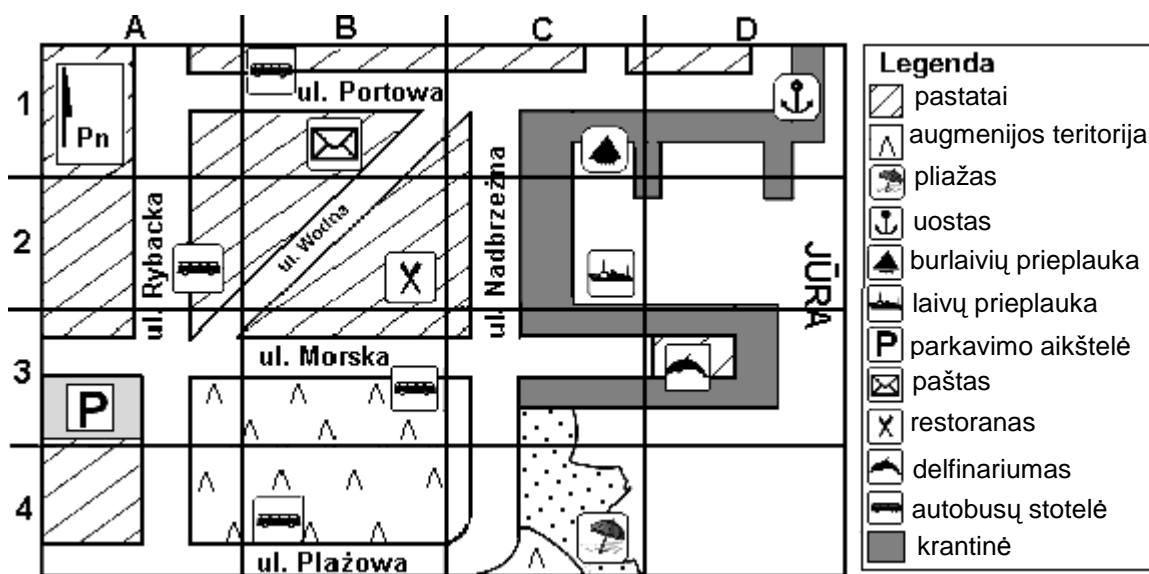 A B C D
1
2
3
4
Pn
ul. Portowa
ul. Rybacka
ul. Wodna
ul. Nadbrzeżna
JŪRA
ul. Morska
P
ul. Plażowa
Legenda
pastatai
augmenijos teritorija
pliažas
uostas
burlaivių prieplauka
laivų prieplauka
P parkavimo aikštelė
paštas
restoranas
delfinariumas
autobusų stotelė
krantinė